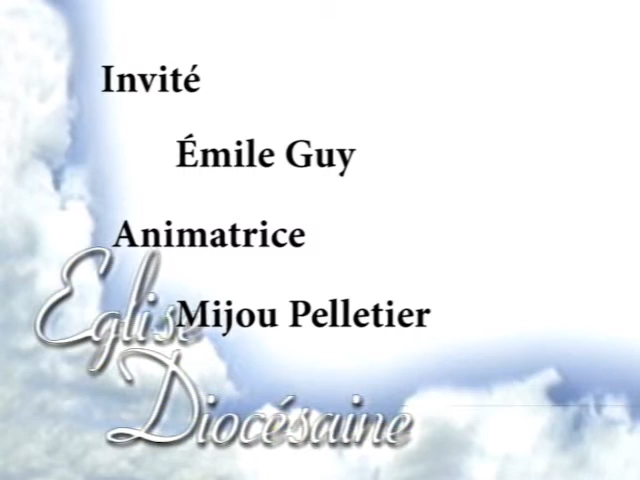 Invité
Émile Guy
Animatrice
Mijou Pelletier
Eglise
Diocésaine